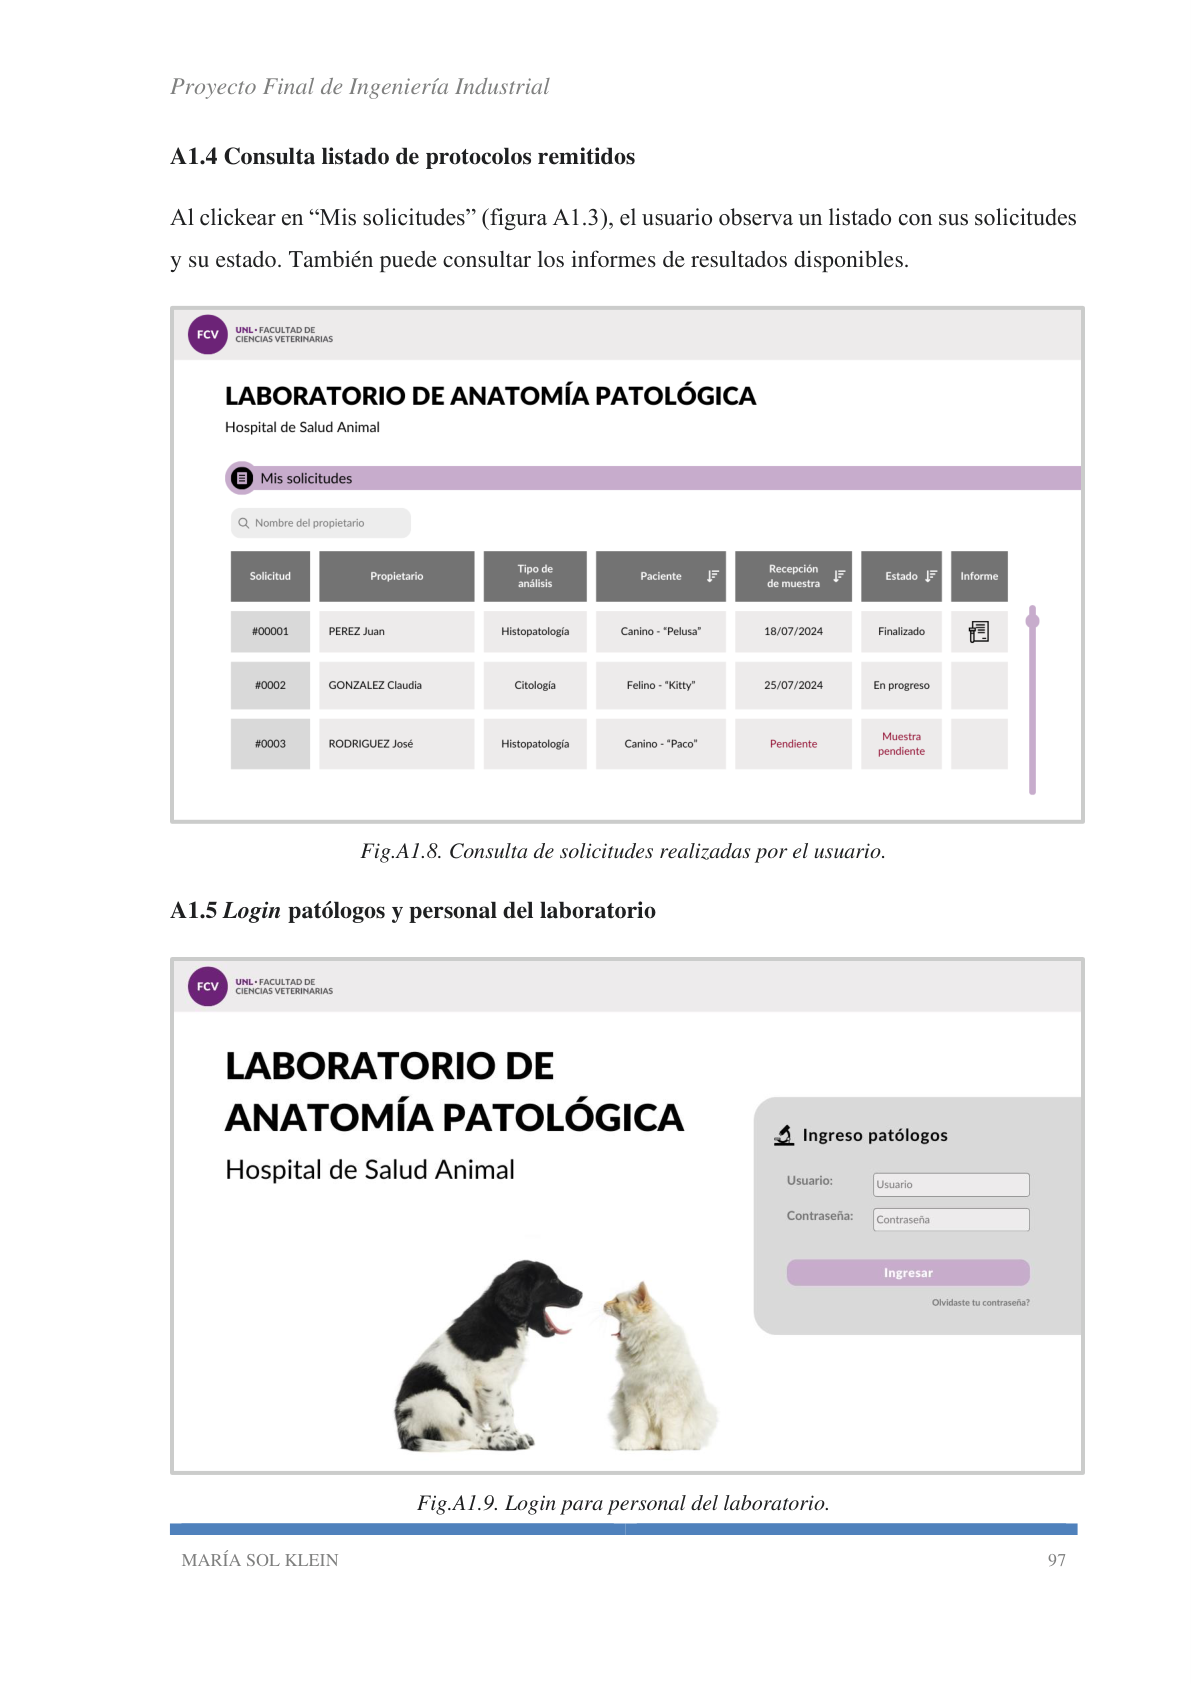 Proyecto Final de Ingeniería Industrial
A1.4 Consulta listado de protocolos remitidos
Al clickear en “Mis solicitudes” (figura A1.3), el usuario observa un listado con sus solicitudes
y su estado. También puede consultar los informes de resultados disponibles.
FCV
UNL • FACULTAD DE
CIENCIAS VETERINARIAS
LABORATORIO DE ANATOMÍA PATOLÓGICA
Hospital de Salud Animal
Mis solicitudes
Nombre del propietario
Solicitud Propietario Tipo de análisis Paciente Recepción de muestra Estado Informe
#00001 PEREZ Juan Histopatología Canino - “Pelusa” 18/07/2024 Finalizado
#0002 GONZALEZ Claudia Citología Felino - “Kitty” 25/07/2024 En progreso
#0003 RODRIGUEZ José Histopatología Canino - “Paco” Pendiente Muestra pendiente
Fig.A1.8. Consulta de solicitudes realizadas por el usuario.
A1.5 Login patólogos y personal del laboratorio
FCV
UNL • FACULTAD DE
CIENCIAS VETERINARIAS
LABORATORIO DE
ANATOMÍA PATOLÓGICA
Hospital de Salud Animal
Ingreso patólogos
Usuario: Usuario
Contraseña: Contraseña
Ingresar
Olvidaste tu contraseña?
Fig.A1.9. Login para personal del laboratorio.
MARÍA SOL KLEIN 97